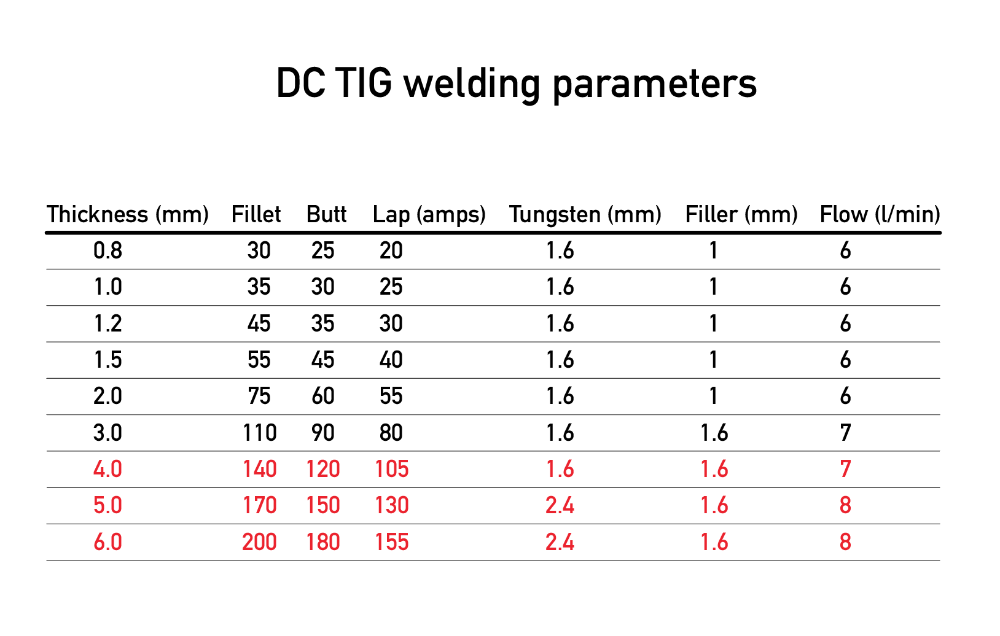 DC TIG welding parameters
Thickness (mm) Fillet Butt Lap (amps) Tungsten (mm) Filler (mm) Flow (l/min)
0.8 30 25 20 1.6 1 6
1.0 35 30 25 1.6 1 6
1.2 45 35 30 1.6 1 6
1.5 55 45 40 1.6 1 6
2.0 75 60 55 1.6 1 6
3.0 110 90 80 1.6 1.6 7
4.0 140 120 105 1.6 1.6 7
5.0 170 150 130 2.4 1.6 8
6.0 200 180 155 2.4 1.6 8